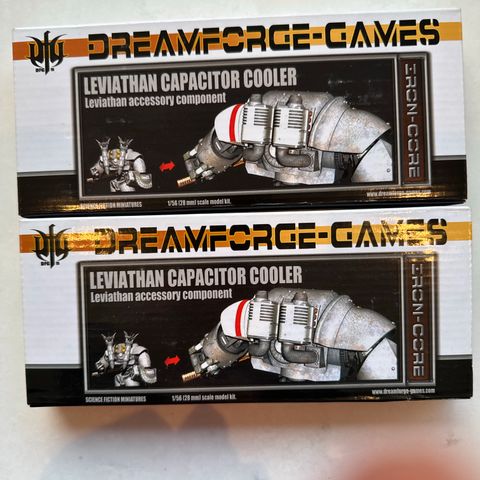 DREAMFORGE-GAMES
LEVIATHAN CAPACITOR COOLER
Leviathan accessory component
ERON-CORE
SCIENCE FICTION MINIATURES
1/56 (28 mm) scale model kit.
www.dreamforge-games.com
DREAMFORGE-GAMES
LEVIATHAN CAPACITOR COOLER
Leviathan accessory component
ERON-CORE
SCIENCE FICTION MINIATURES
1/56 (28 mm) scale model kit.
www.dreamforge-games.com